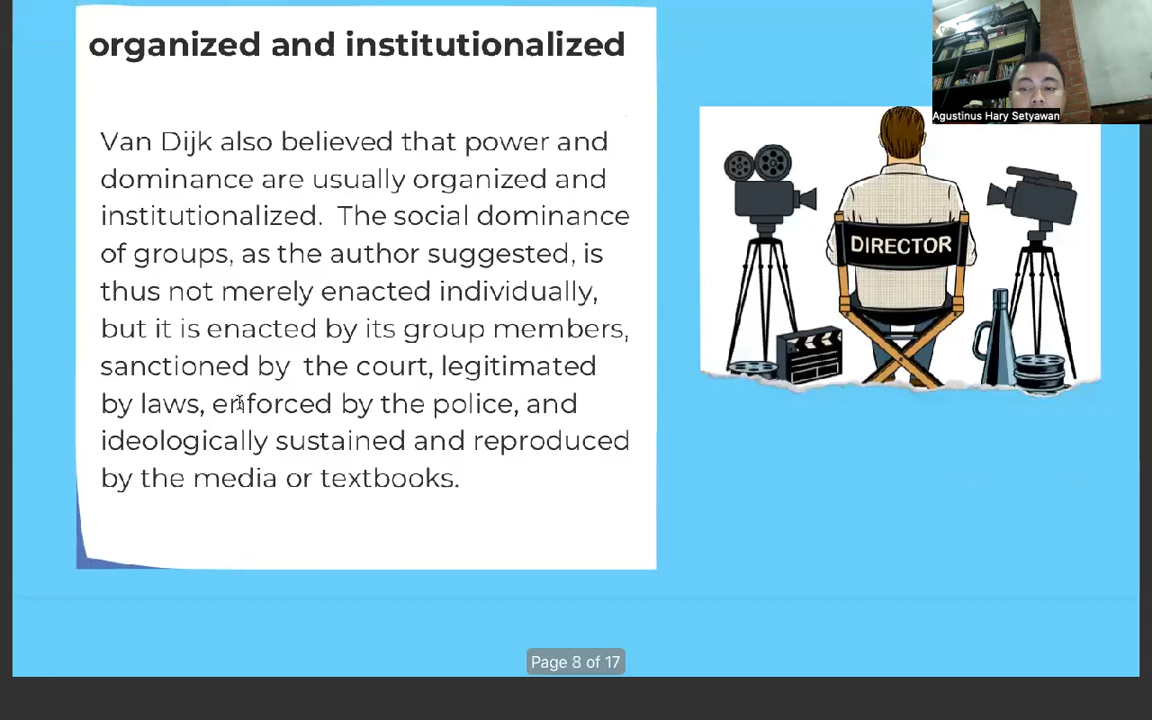 organized and institutionalized
Van Dijk also believed that power and
dominance are usually organized and
institutionalized. The social dominance
of groups, as the author suggested, is
thus not merely enacted individually,
but it is enacted by its group members,
sanctioned by the court, legitimated
by laws, enforced by the police, and
ideologically sustained and reproduced
by the media or textbooks.
Agustinus Hary Setyawan
DIRECTOR
Page 8 of 17